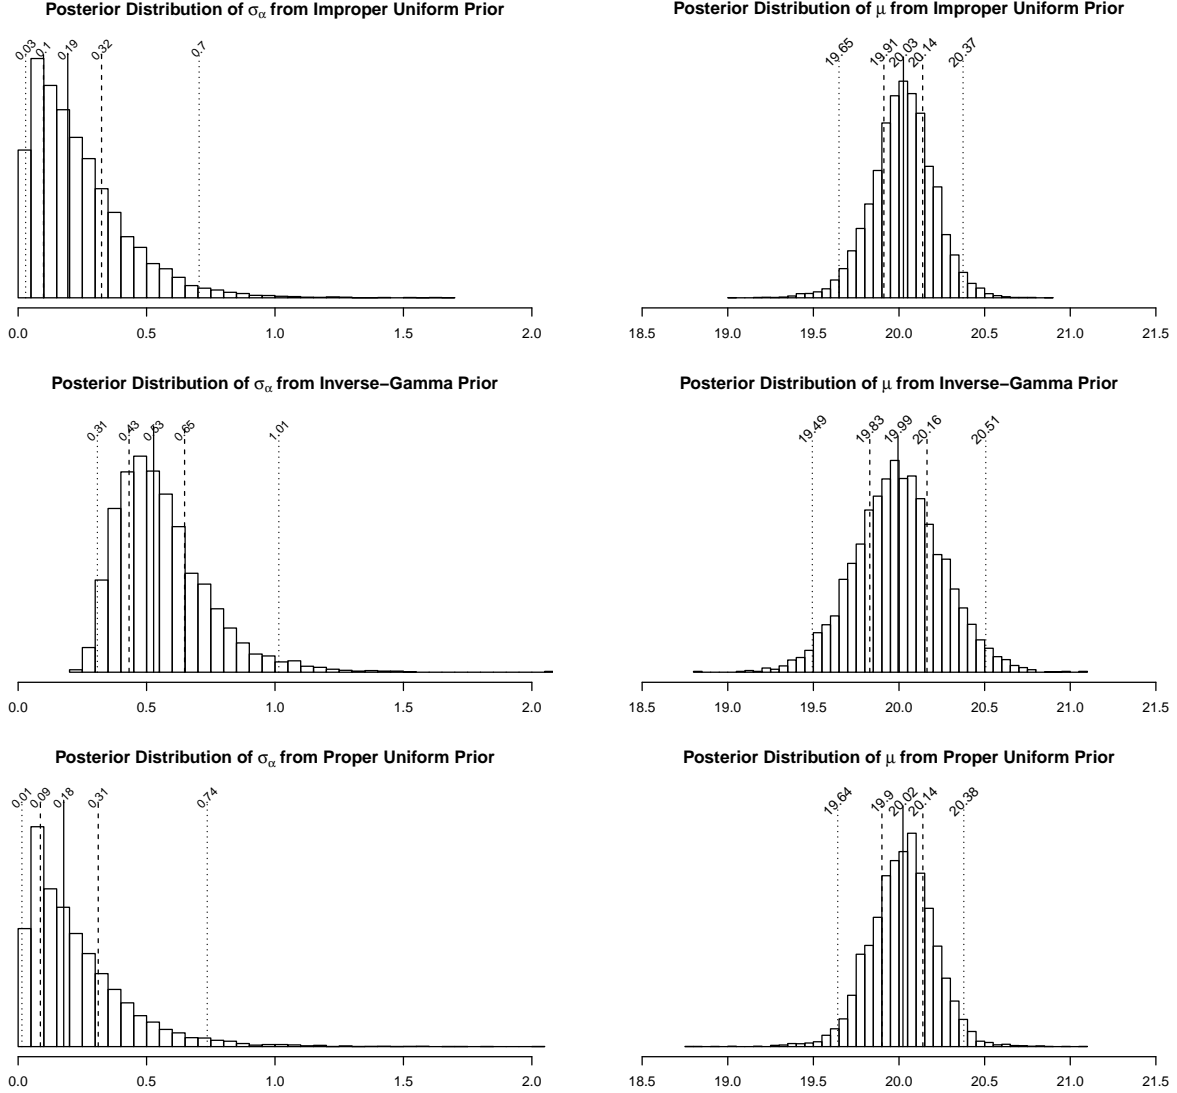 Posterior Distribution of σα from Improper Uniform Prior
0.03 0.1 0.19 0.32 0.7
0.0 0.5 1.0 1.5 2.0
Posterior Distribution of μ from Improper Uniform Prior
19.65 19.91 20.03 20.14 20.37
18.5 19.0 19.5 20.0 20.5 21.0 21.5
Posterior Distribution of σα from Inverse−Gamma Prior
0.31 0.43 0.53 0.65 1.01
0.0 0.5 1.0 1.5 2.0
Posterior Distribution of μ from Inverse−Gamma Prior
19.49 19.83 19.99 20.16 20.51
18.5 19.0 19.5 20.0 20.5 21.0 21.5
Posterior Distribution of σα from Proper Uniform Prior
0.01 0.09 0.18 0.31 0.74
0.0 0.5 1.0 1.5 2.0
Posterior Distribution of μ from Proper Uniform Prior
19.64 19.9 20.02 20.14 20.38
18.5 19.0 19.5 20.0 20.5 21.0 21.5